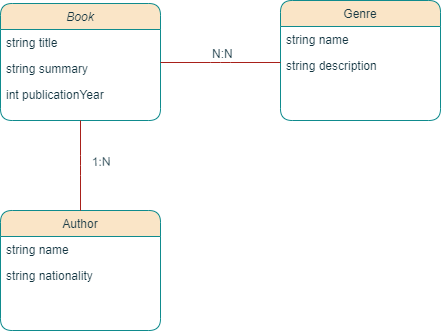 Book
string title
string summary
int publicationYear
N:N
Genre
string name
string description
1:N
Author
string name
string nationality